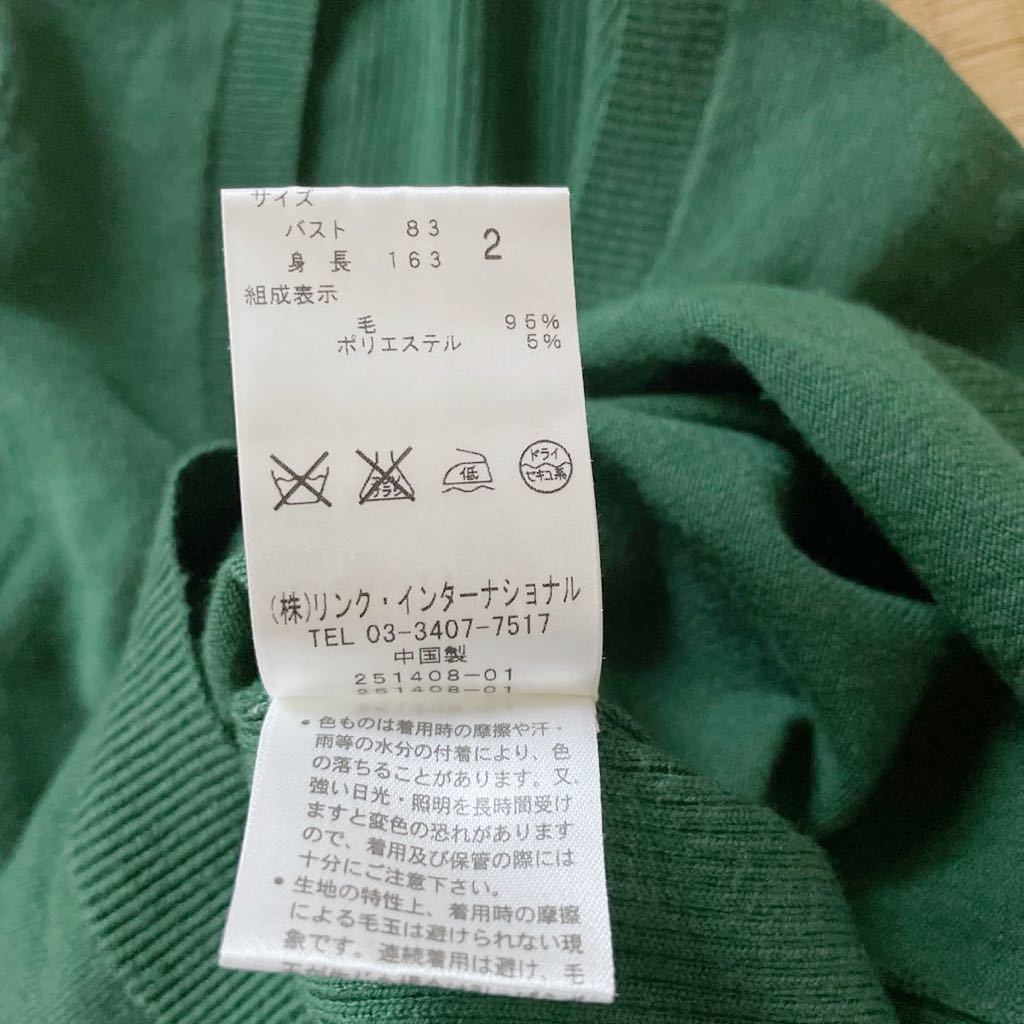 サイズ
バスト 83
2
身 長 163
組成表示
毛 95%
ポリエステル 5%
低
ドライ
セキユ系
(株)リンク・インターナショナル
TEL 03-3407-7517
中国製
251408-01
251408-01
• 色ものは着用時の摩擦や汗・
雨等の水分の付着により、色
の落ちることがあります。又、
強い日光・照明を長時間受け
ますと変色の恐れがあります
ので、着用及び保管の際には
十分にご注意下さい。
• 生地の特性上、着用時の摩擦
による毛玉は避けられない現
象です。連続着用は避け、毛